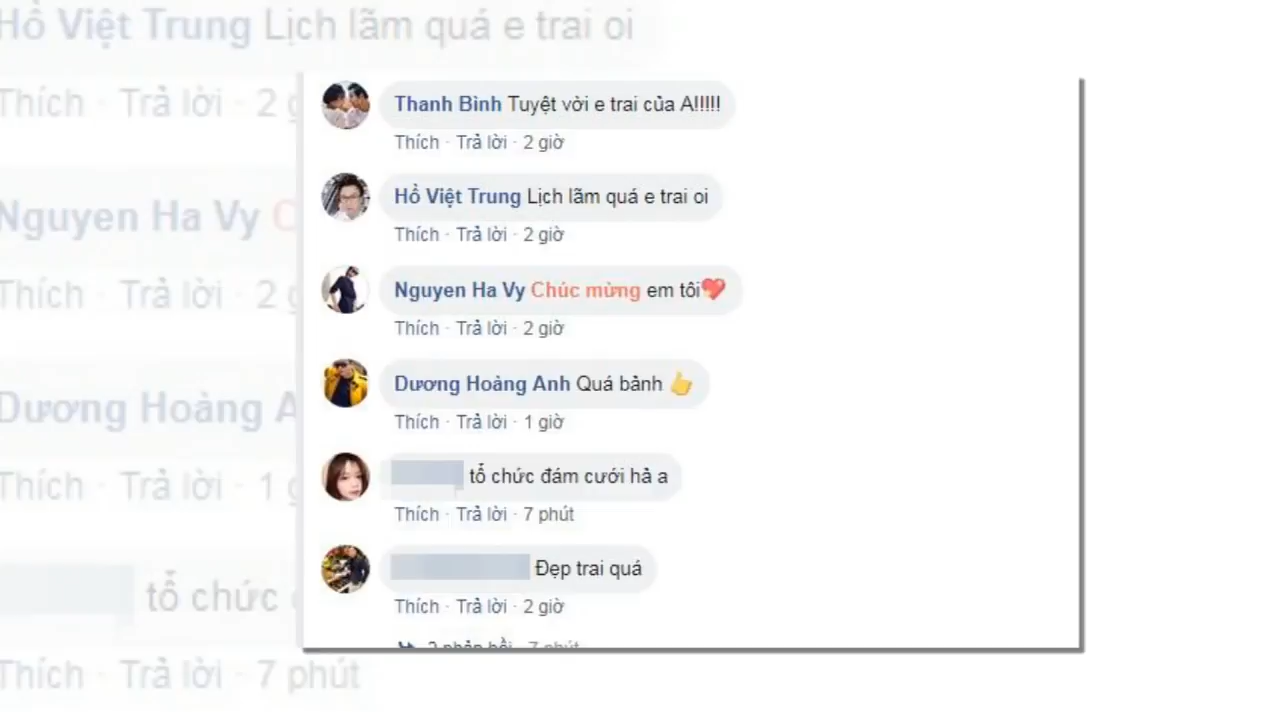 Hồ Việt Trung Lịch lãm quá e trai oi
Thích · Trả lời · 2 g
Nguyen Ha Vy C
Thích · Trả lời · 2 g
Dương Hoàng A
Thích · Trả lời · 1 g
tổ chức
Thích · Trả lời · 7 phút
Thanh Bình Tuyệt vời e trai của A!!!!!
Thích · Trả lời · 2 giờ
Hồ Việt Trung Lịch lãm quá e trai oi
Thích · Trả lời · 2 giờ
Nguyen Ha Vy Chúc mừng em tôi💖
Thích · Trả lời · 2 giờ
Dương Hoàng Anh Quá bảnh 👍
Thích · Trả lời · 1 giờ
tổ chức đám cưới hả a
Thích · Trả lời · 7 phút
Đẹp trai quá
Thích · Trả lời · 2 giờ
2 phản hồi · 7 phút